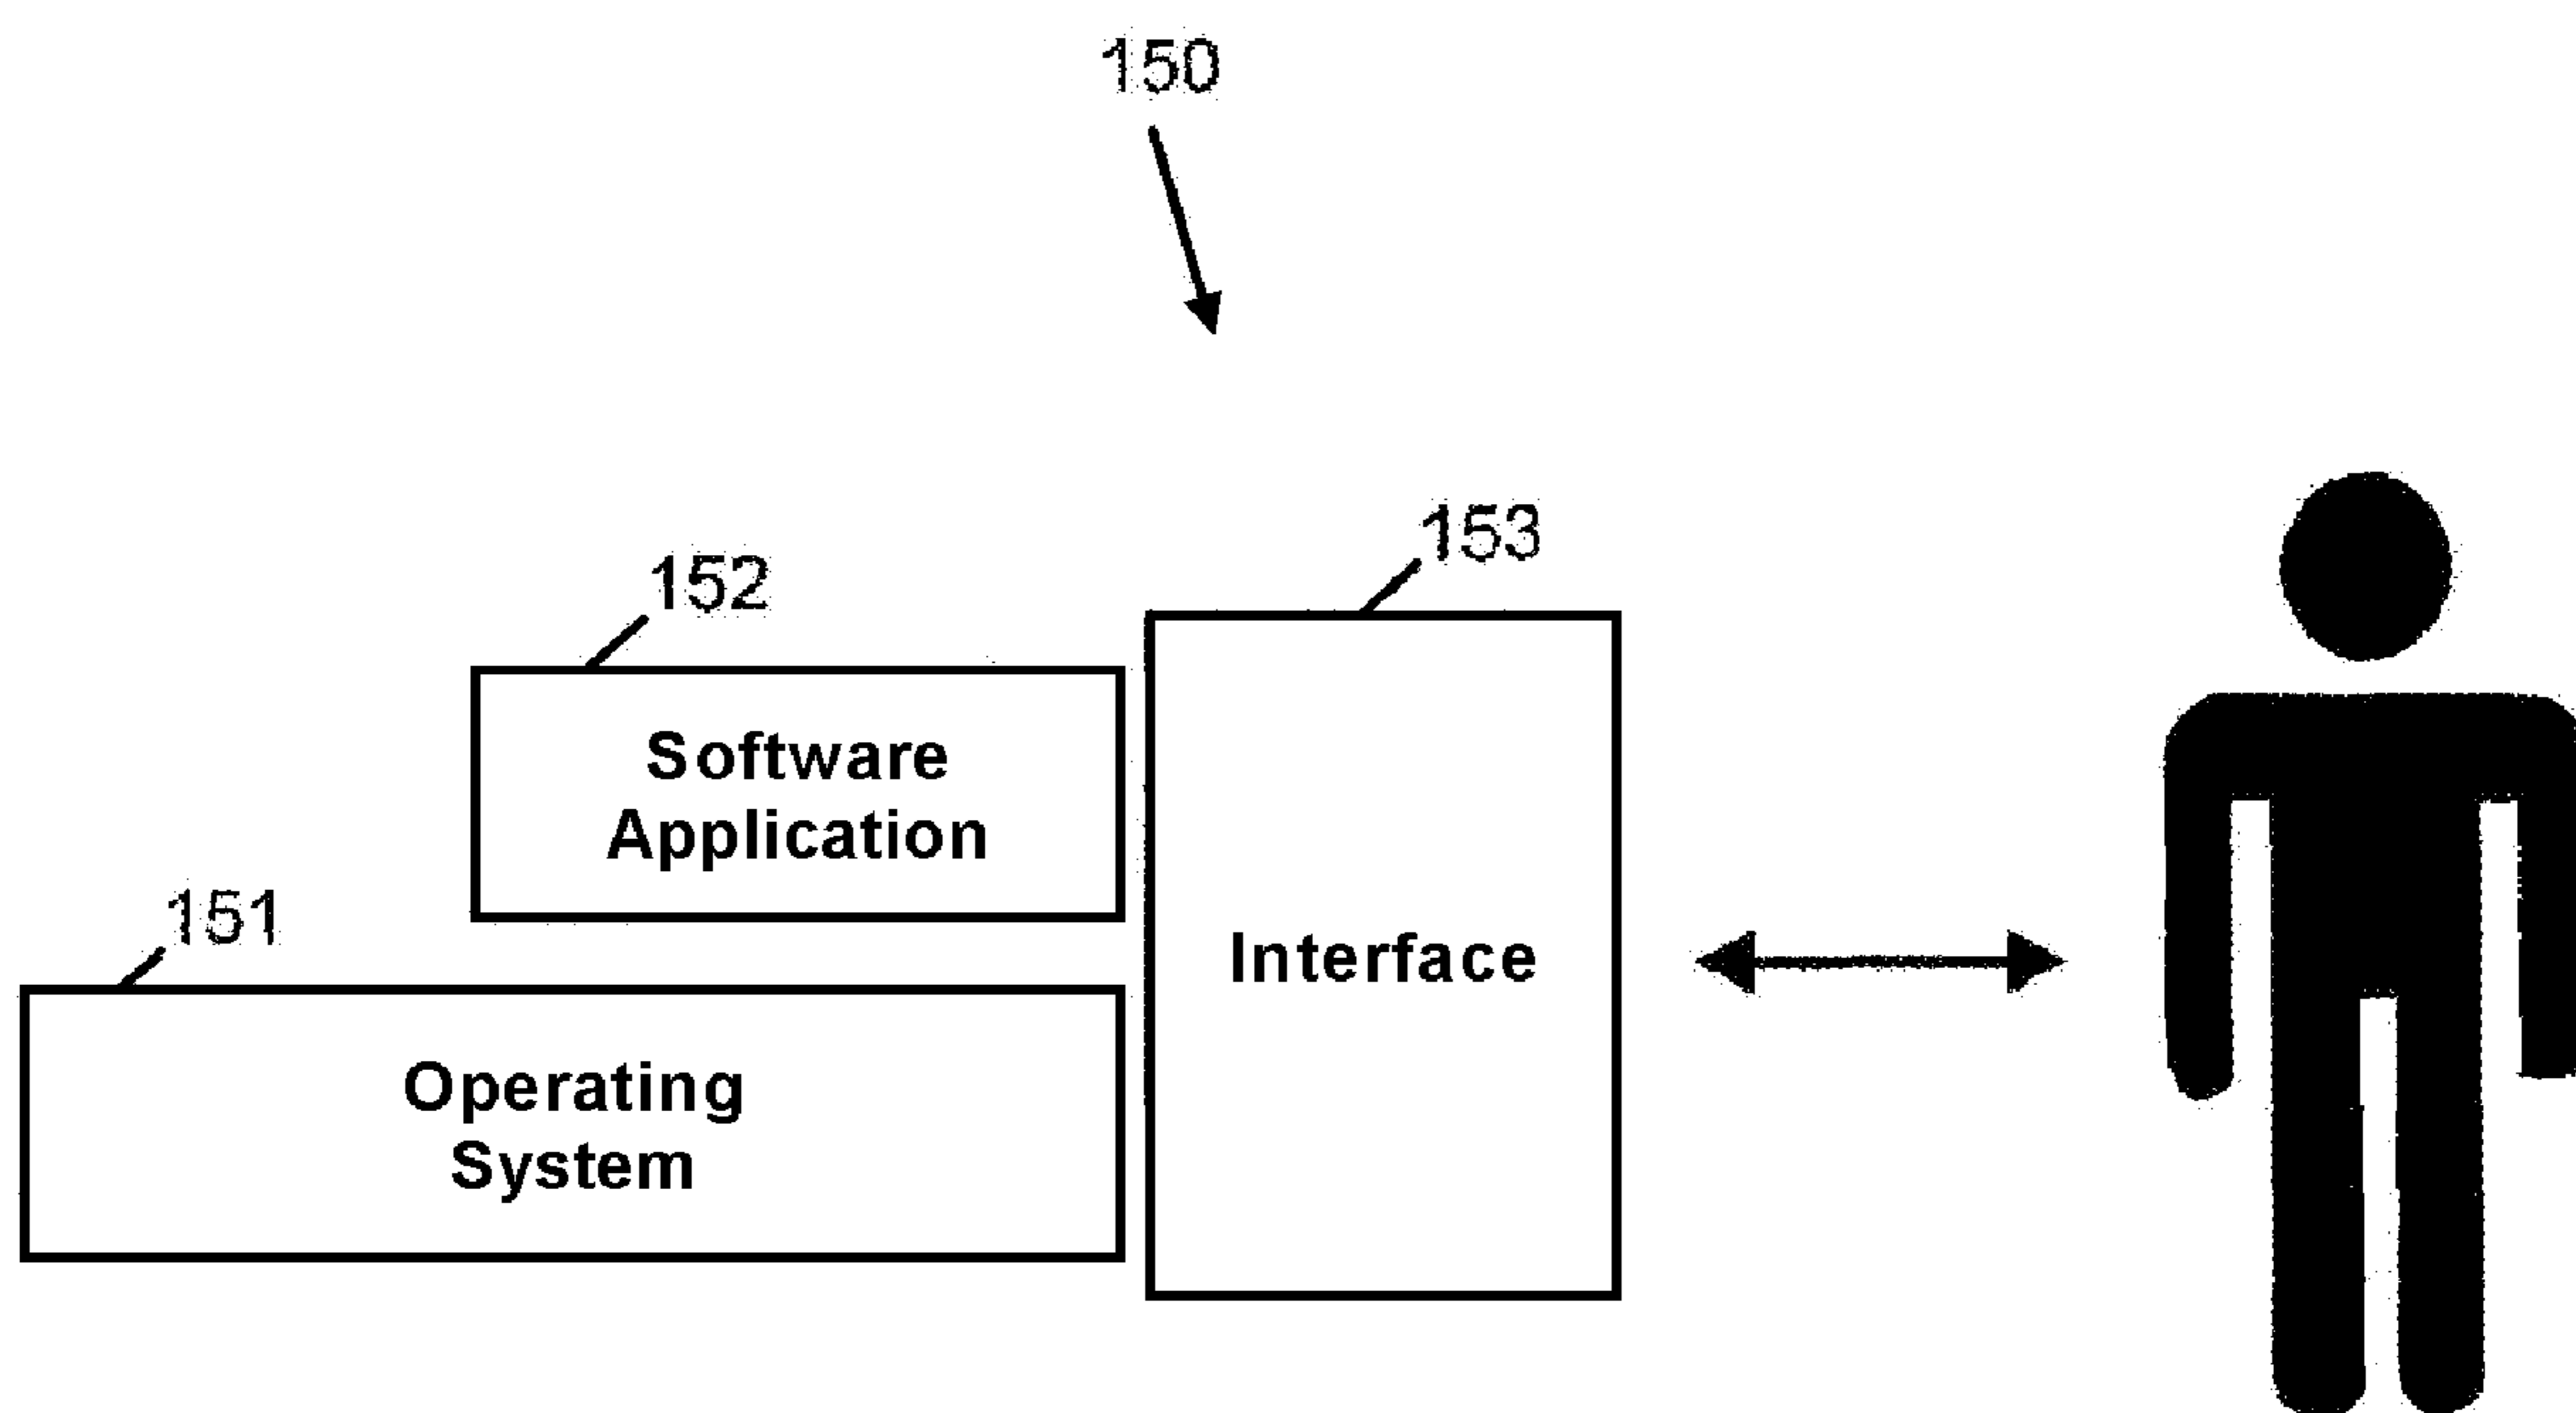 150
153
152
Software
Application
151
Interface
Operating
System